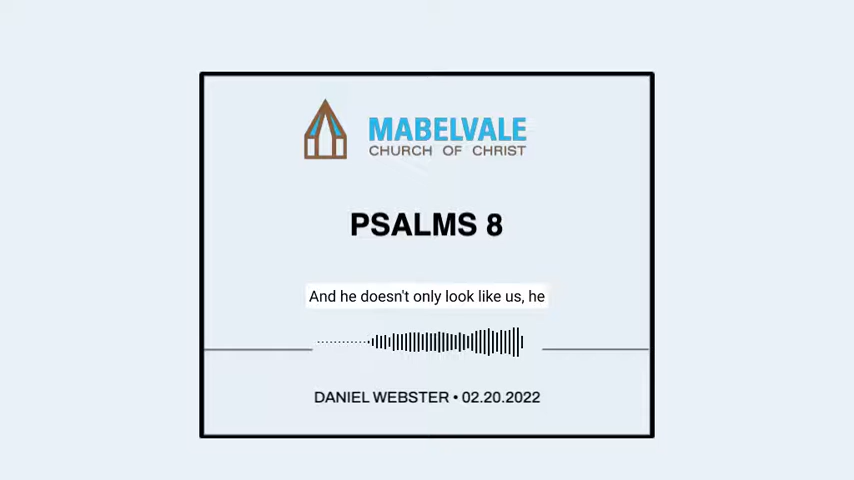 MABELVALE
CHURCH OF CHRIST
PSALMS 8
And he doesn't only look like us, he
DANIEL WEBSTER • 02.20.2022